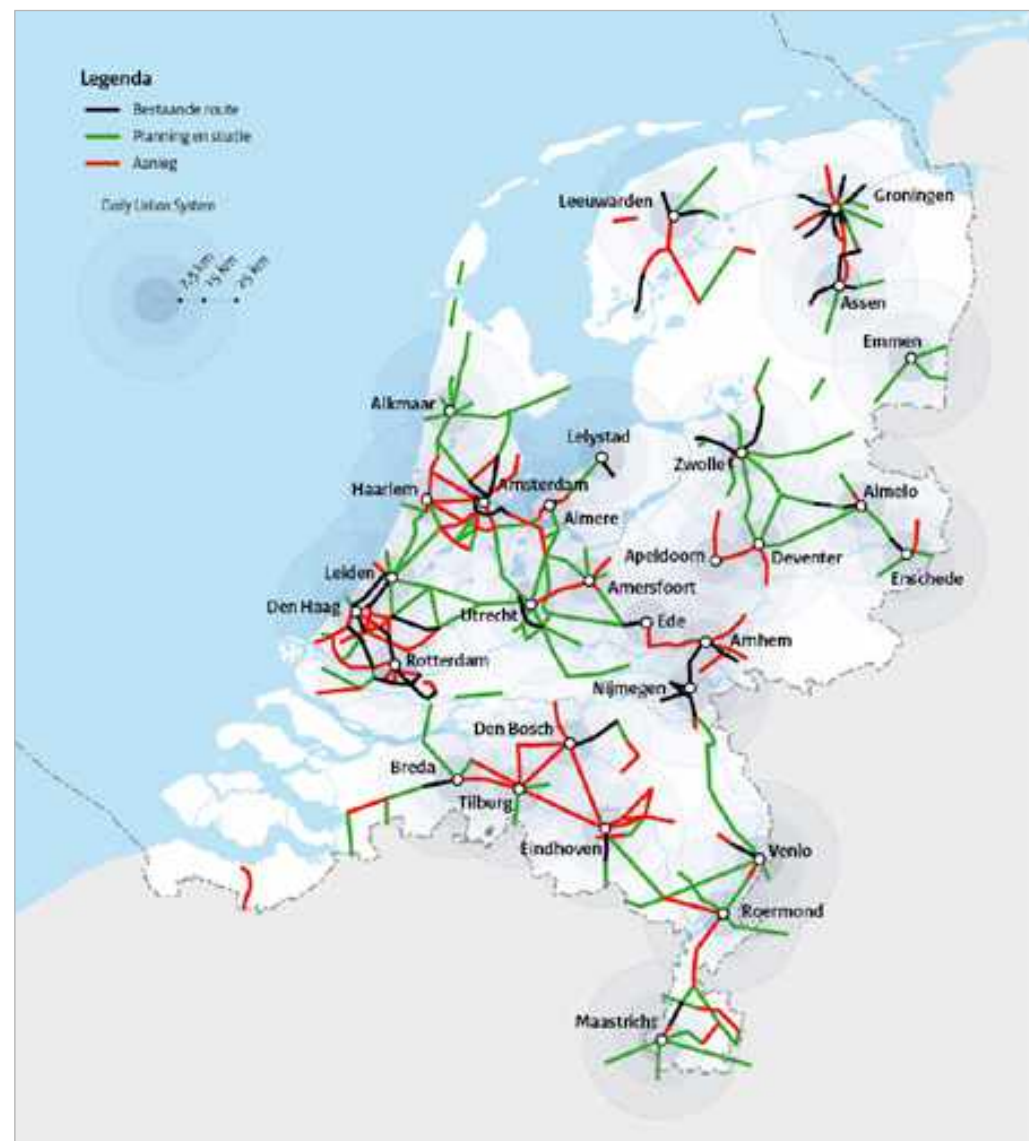 Legenda
Bestaande route
Planning en studie
Aanleg
Daily Urban System
7,5 km
15 km
25 km
Leeuwarden
Groningen
Assen
Emmen
Alkmaar
Lelystad
Zwolle
Haarlem
Amsterdam
Almelo
Almere
Apeldoorn
Deventer
Enschede
Leiden
Amersfoort
Den Haag
Utrecht
Ede
Arnhem
Rotterdam
Nijmegen
Den Bosch
Breda
Tilburg
Eindhoven
Venlo
Roermond
Maastricht